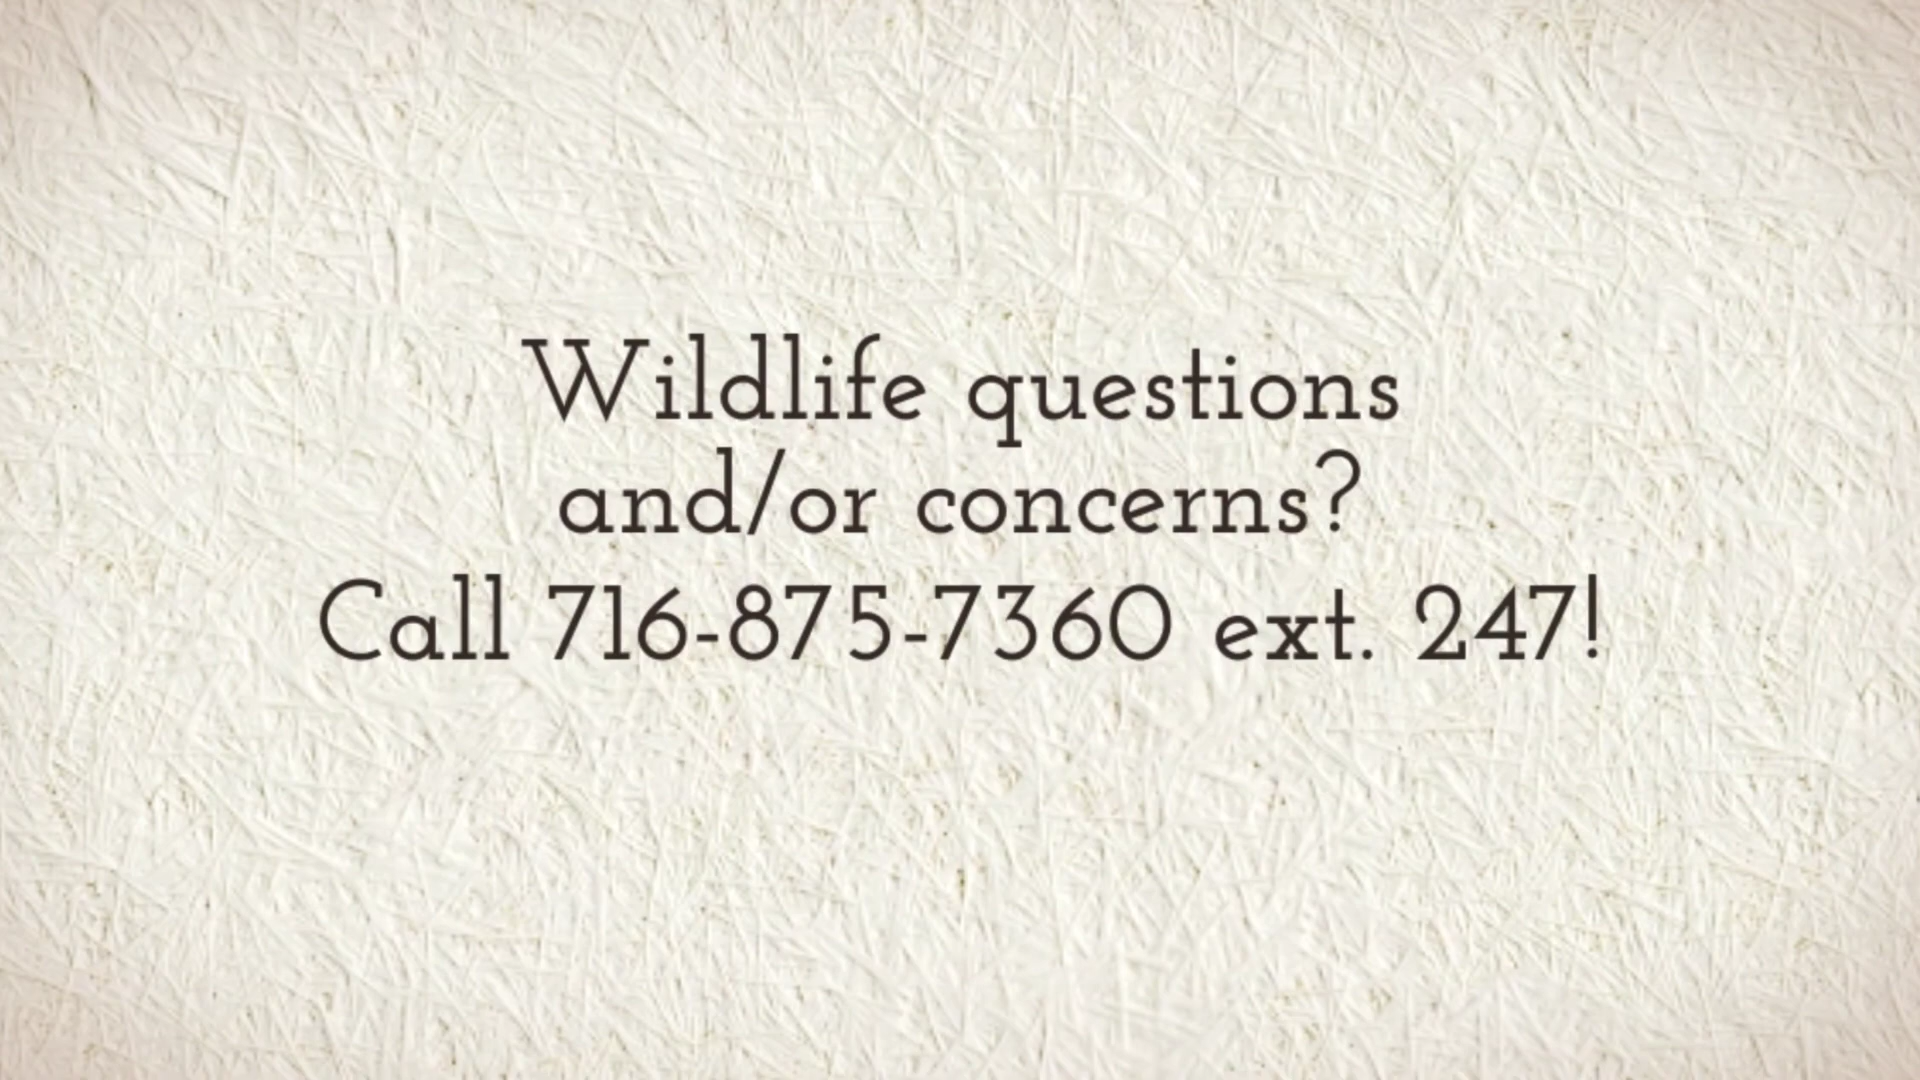 Wildlife questions
and/or concerns?
Call 716-875-7360 ext. 247!